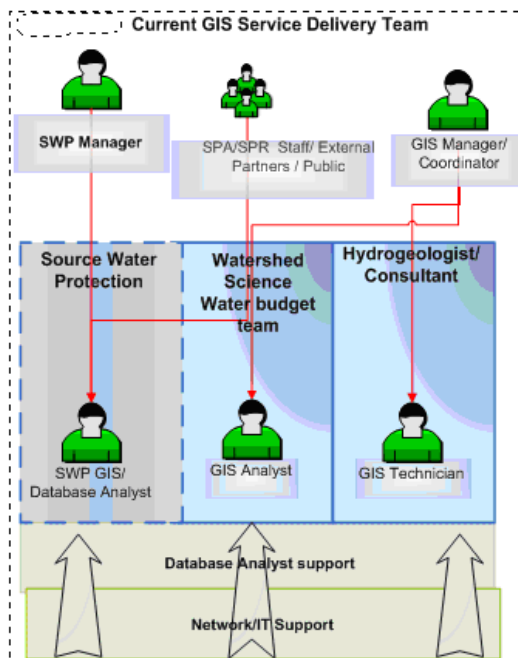 Current GIS Service Delivery Team
SWP Manager
SPA/SPR Staff/ External
Partners / Public
GIS Manager/
Coordinator
Source Water
Protection
Watershed
Science
Water budget
team
Hydrogeologist/
Consultant
SWP GIS/
Database Analyst
GIS Analyst
GIS Technician
Database Analyst support
Network/IT Support